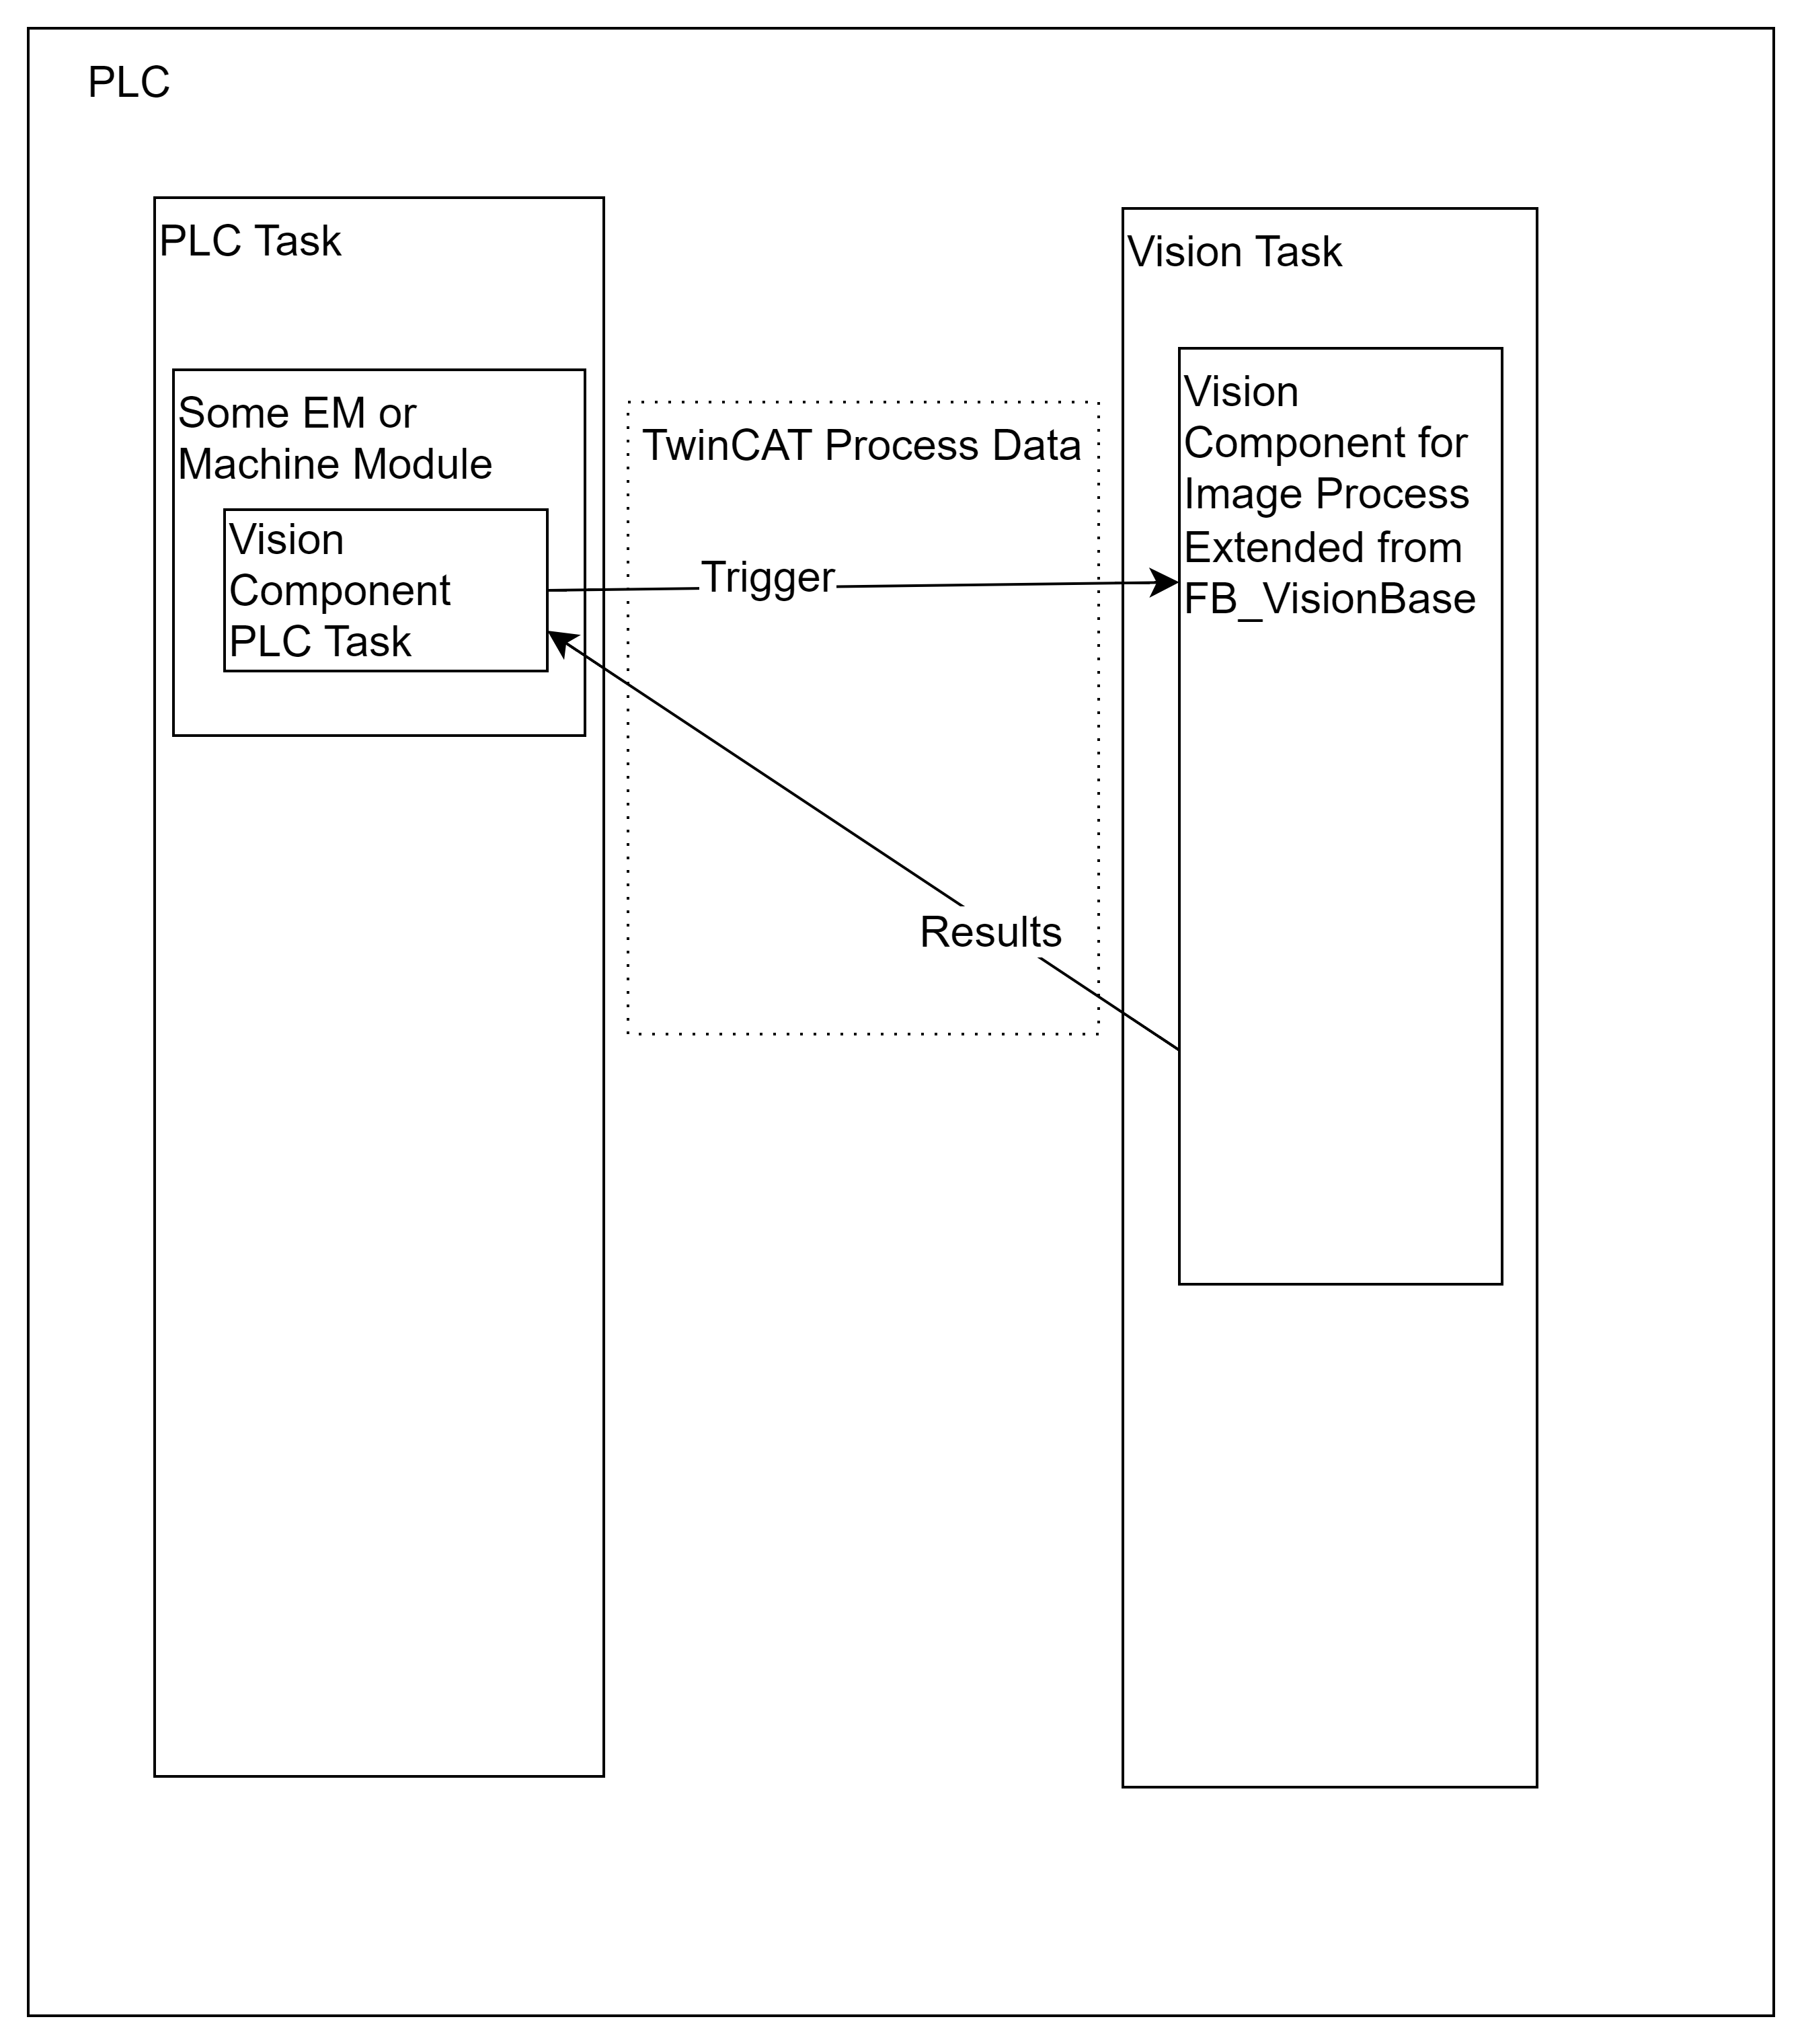 PLC
PLC Task
Vision Task
Some EM or
Machine Module
Vision
Component
PLC Task
TwinCAT Process Data
Trigger
Results
Vision
Component for
Image Process
Extended from
FB_VisionBase